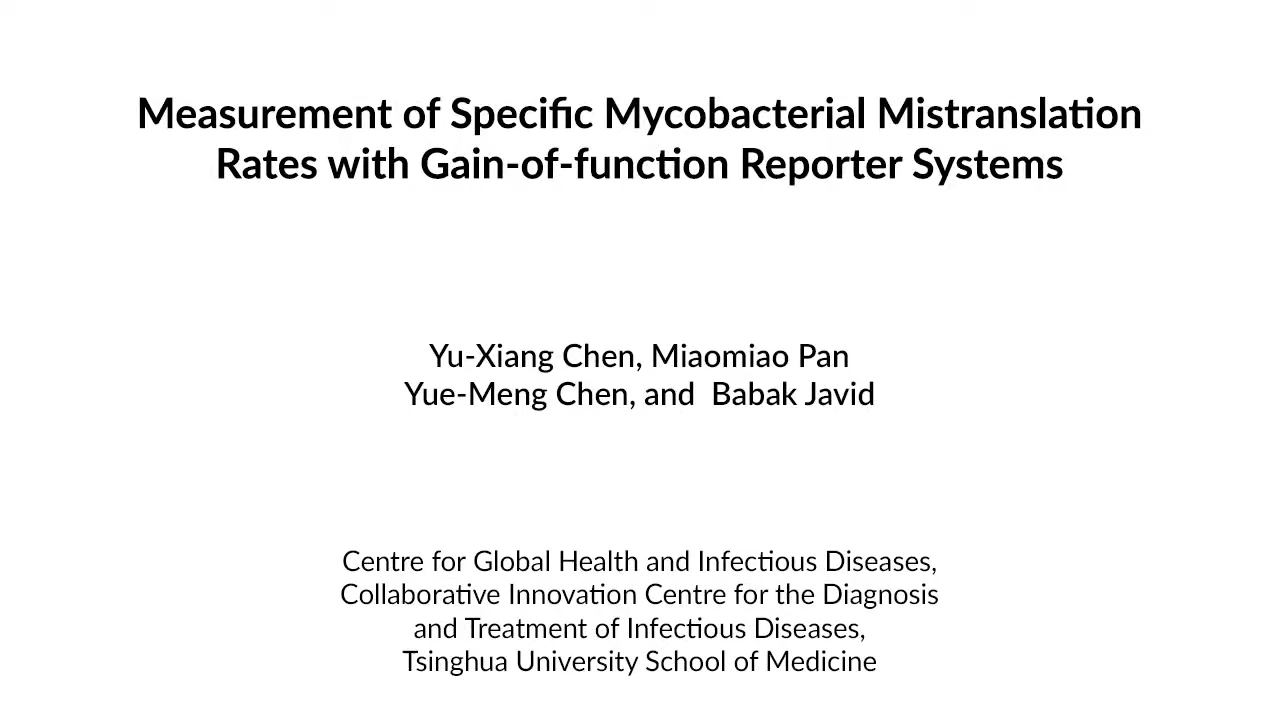 Measurement of Specific Mycobacterial Mistranslation
Rates with Gain-of-function Reporter Systems
Yu-Xiang Chen, Miaomiao Pan
Yue-Meng Chen, and  Babak Javid
Centre for Global Health and Infectious Diseases,
Collaborative Innovation Centre for the Diagnosis
and Treatment of Infectious Diseases,
Tsinghua University School of Medicine